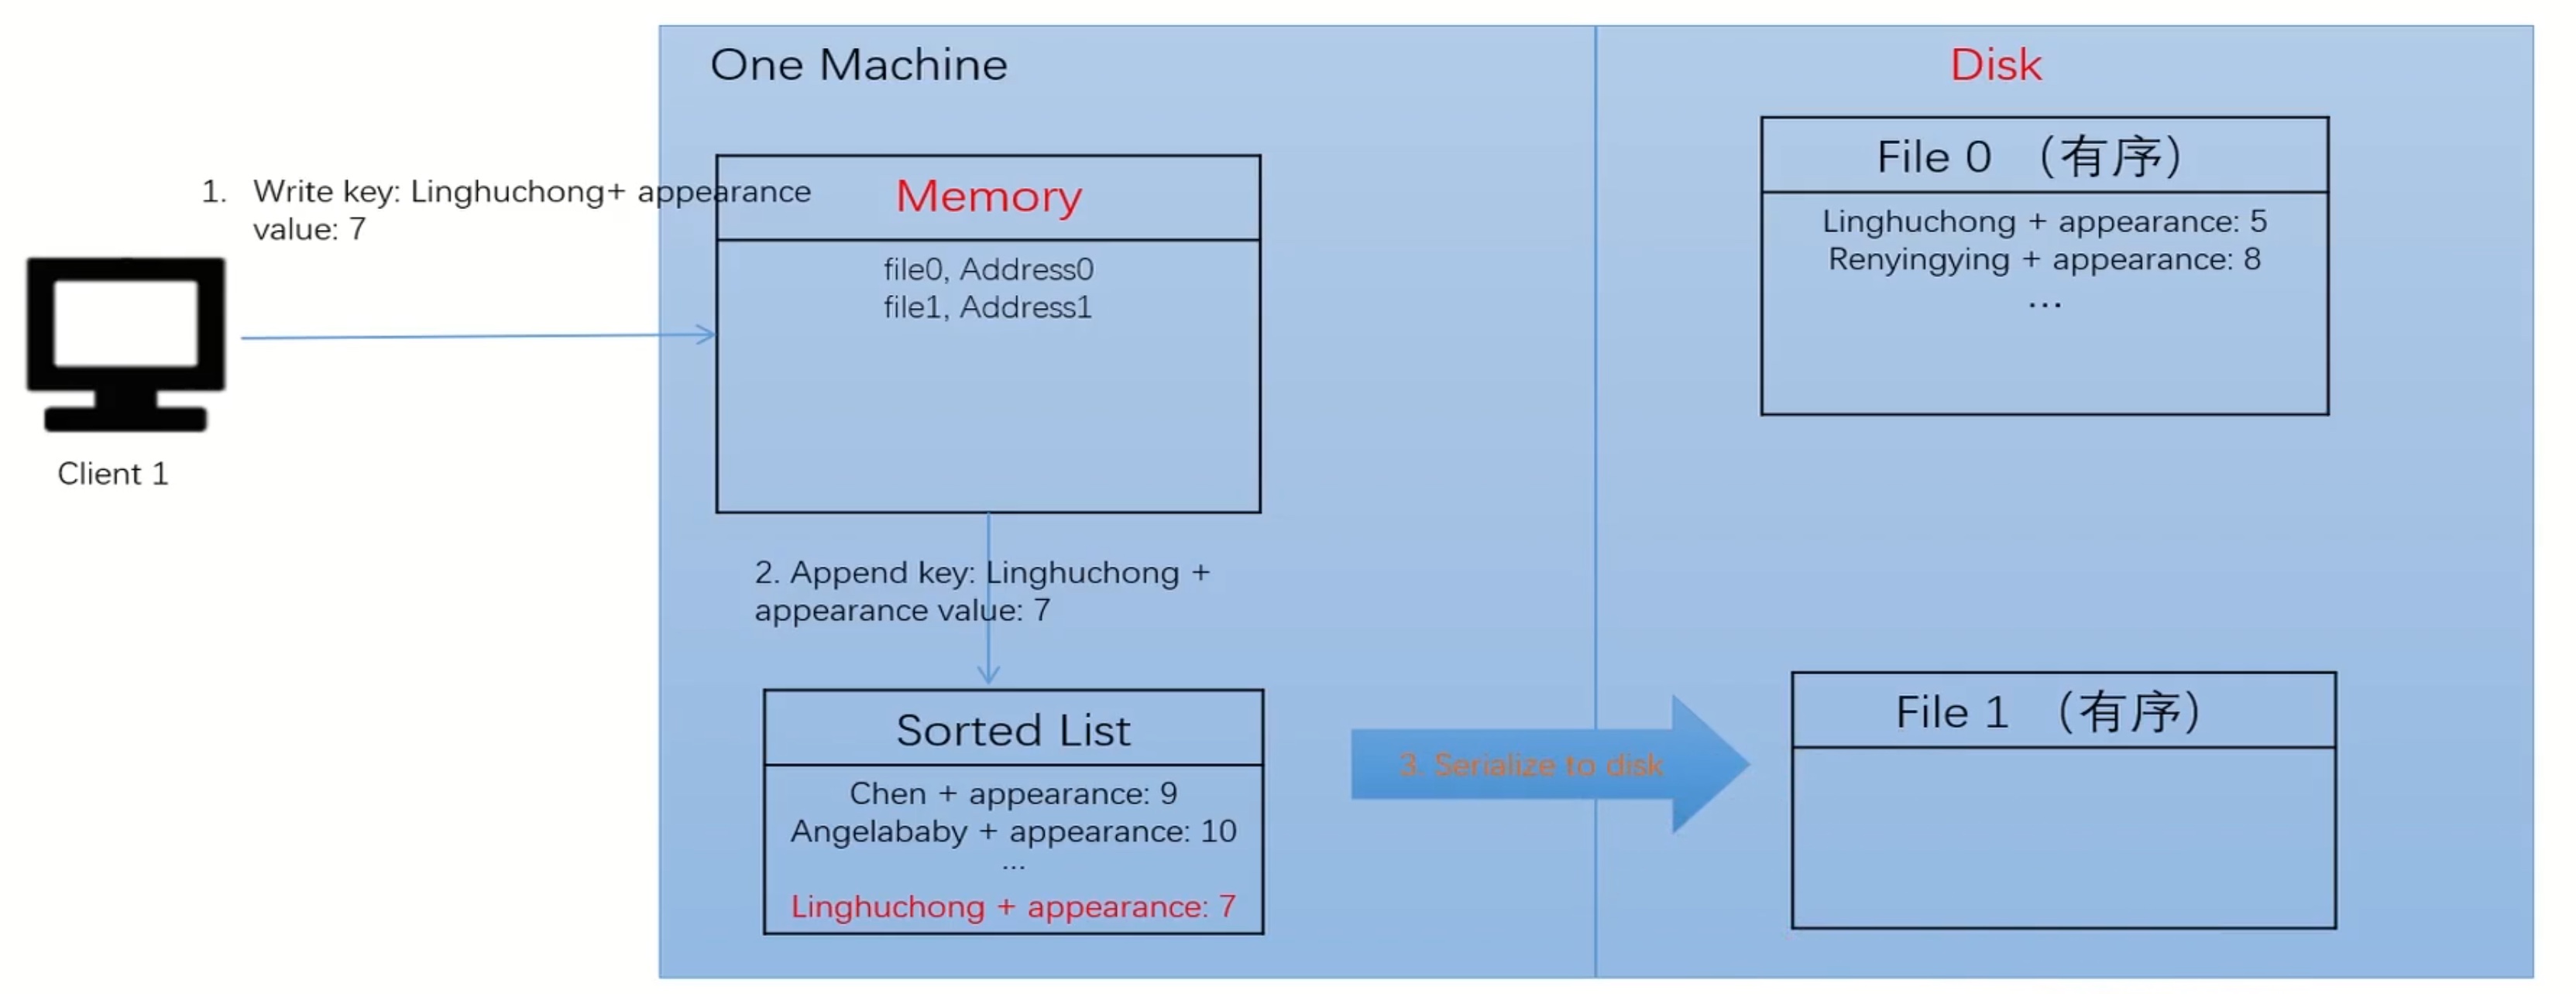 One Machine
Disk
1. Write key: Linghuchong+ appearance
value: 7
Client 1
Memory
file0, Address0
file1, Address1
2. Append key: Linghuchong +
appearance value: 7
Sorted List
Chen + appearance: 9
Angelababy + appearance: 10
...
Linghuchong + appearance: 7
3. Serialize to disk
File 0 （有序）
Linghuchong + appearance: 5
Renyingying + appearance: 8
...
File 1 （有序）